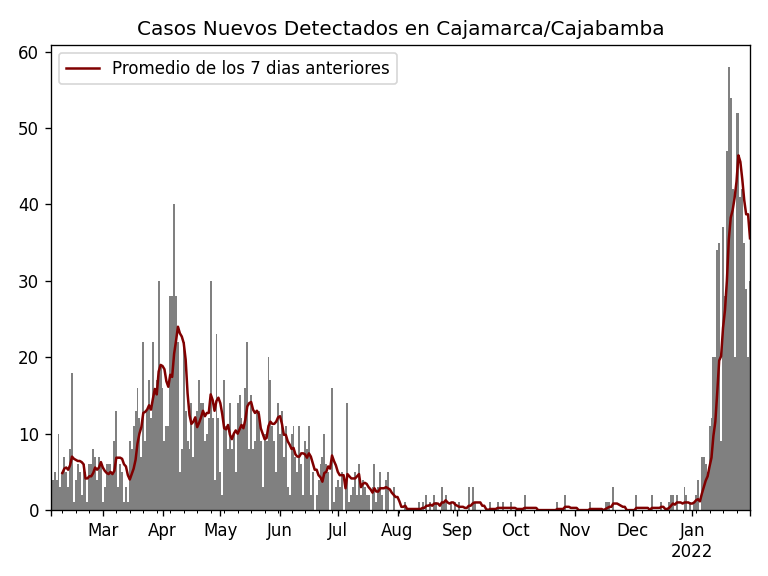 Casos Nuevos Detectados en Cajamarca/Cajabamba
Promedio de los 7 dias anteriores
60
50
40
30
20
10
0
Mar Apr May Jun Jul Aug Sep Oct Nov Dec Jan
2022